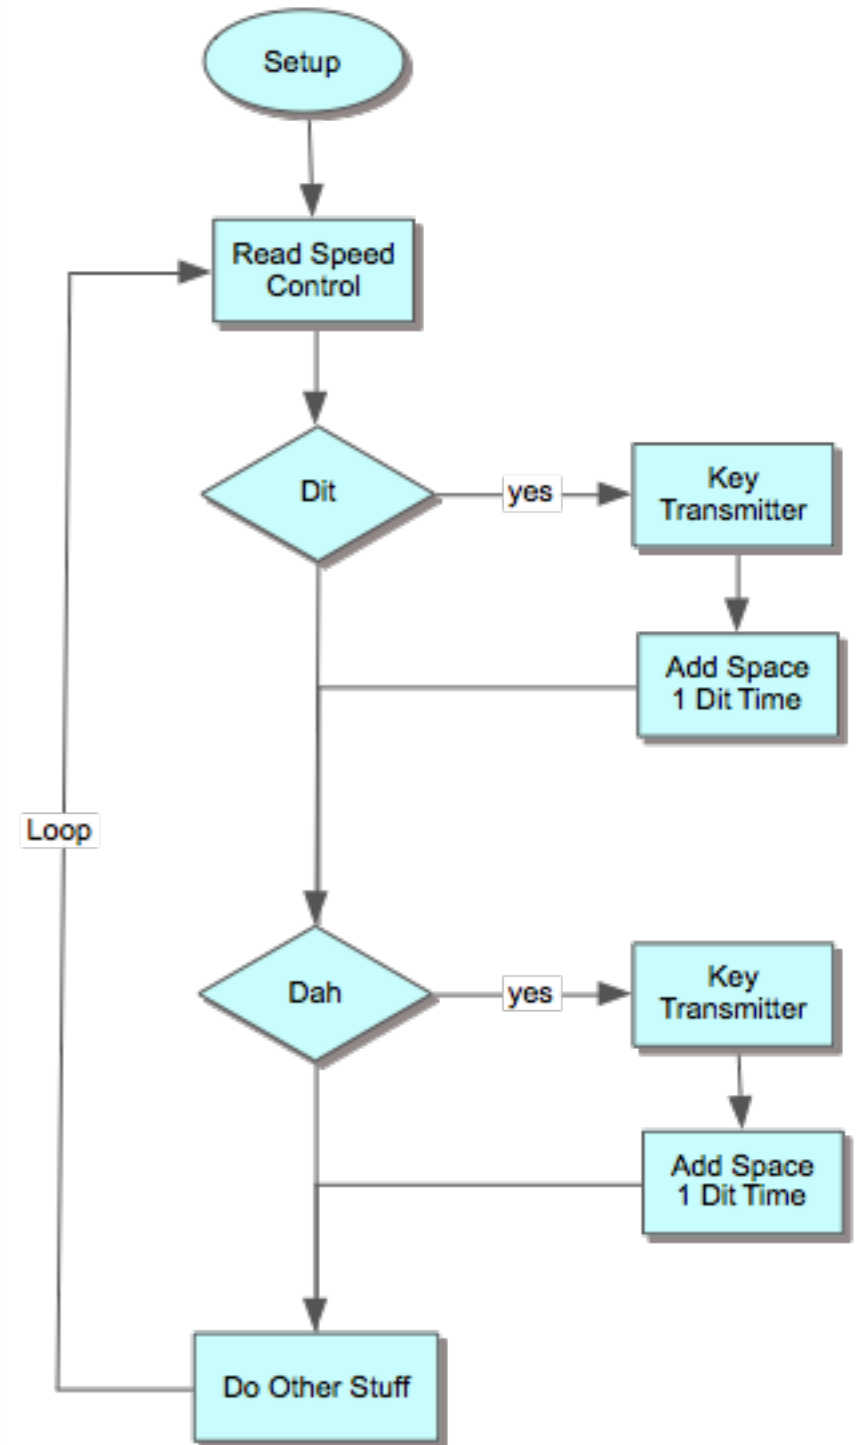 Setup
Read Speed
Control
Dit
yes
Key
Transmitter
Add Space
1 Dit Time
Loop
Dah
yes
Key
Transmitter
Add Space
1 Dit Time
Do Other Stuff